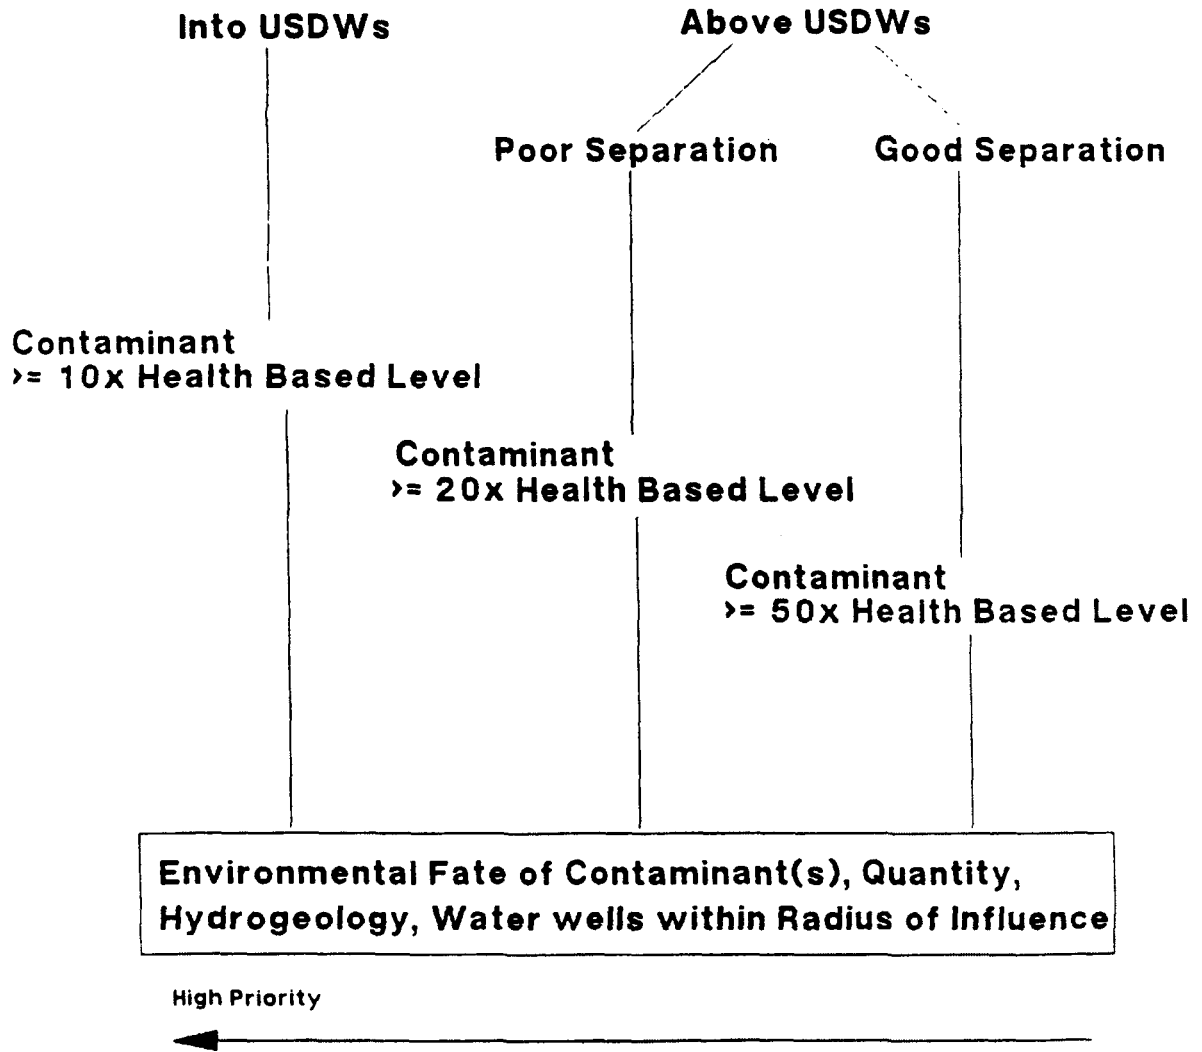 Into USDWs
Above USDWs
Poor Separation
Good Separation
Contaminant
>= 10x Health Based Level
Contaminant
>= 20x Health Based Level
Contaminant
>= 50x Health Based Level
Environmental Fate of Contaminant(s), Quantity,
Hydrogeology, Water wells within Radius of Influence
High Priority